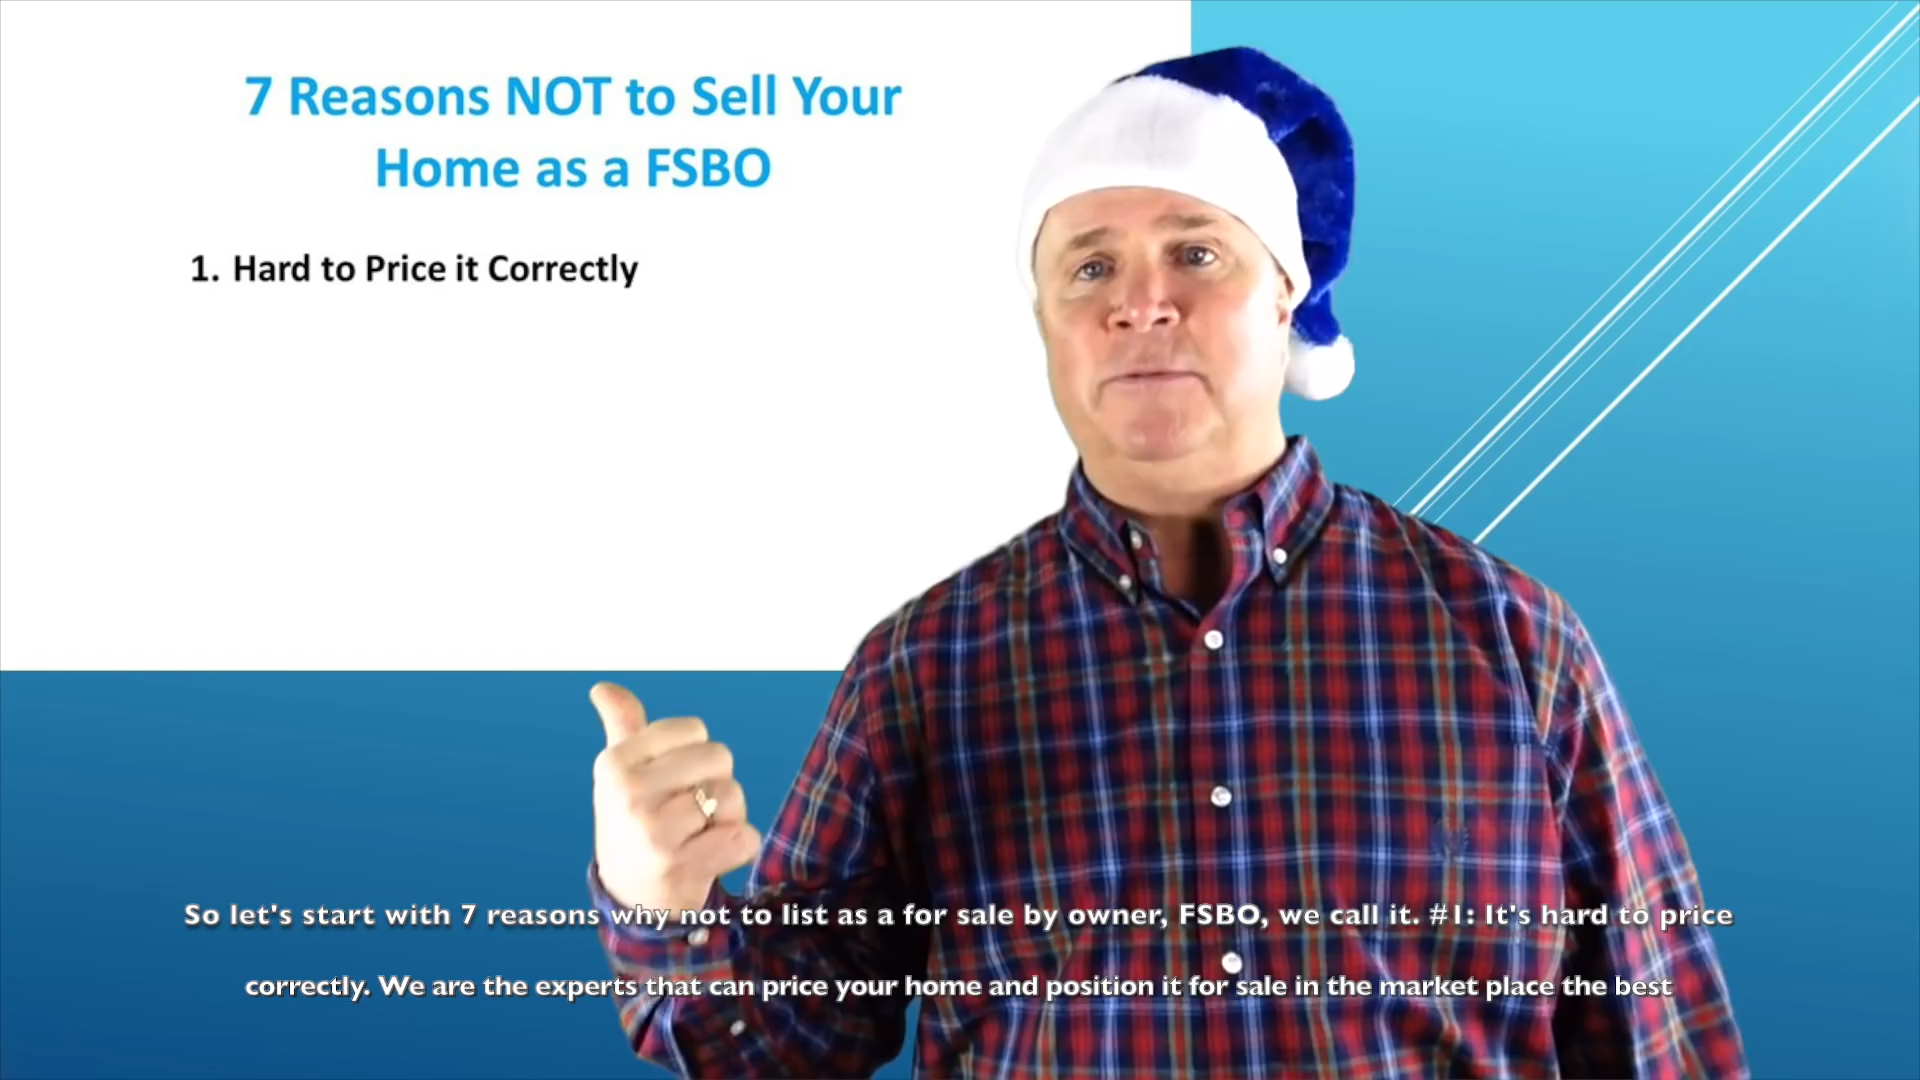 7 Reasons NOT to Sell Your
Home as a FSBO
1. Hard to Price it Correctly
So let's start with 7 reasons why not to list as a for sale by owner, FSBO, we call it. #1: It's hard to price
correctly. We are the experts that can price your home and position it for sale in the market place the best